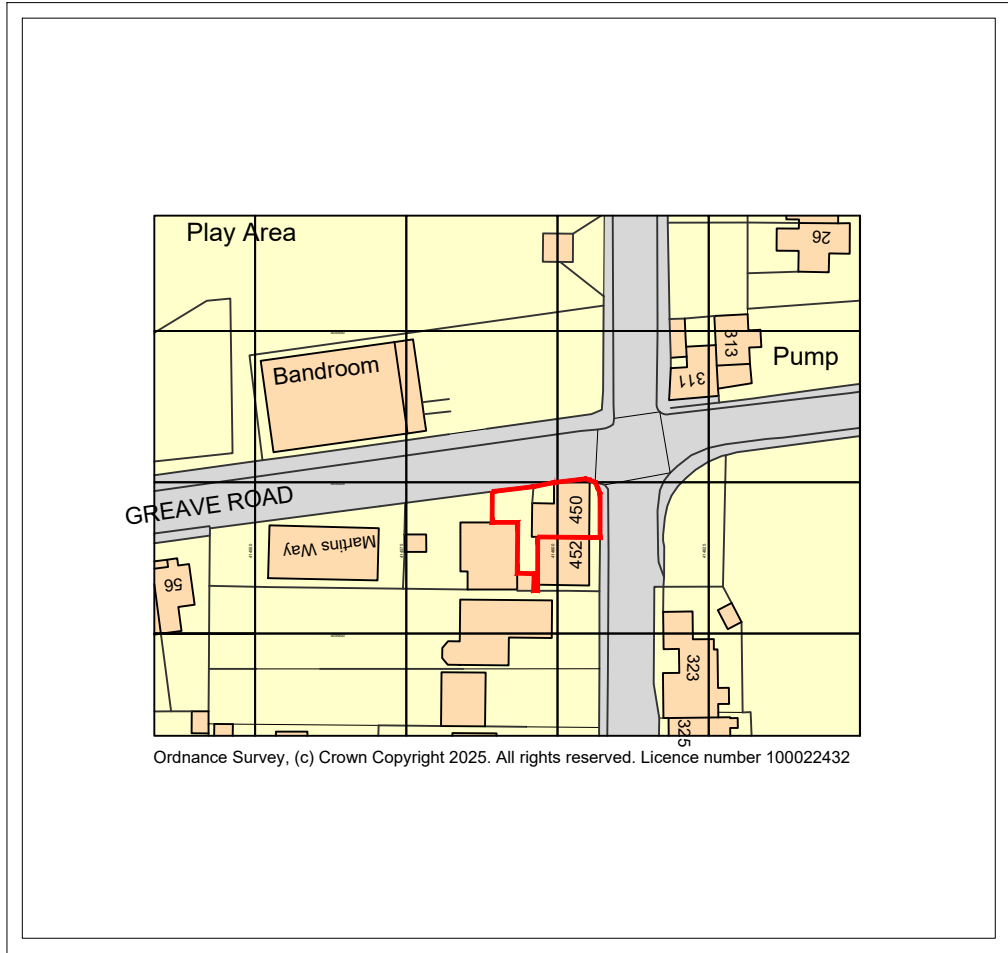 Play Area
26
313
Bandroom
Pump
311
GREAVE ROAD
450
Martins Way
452
56
323
325
Ordnance Survey, (c) Crown Copyright 2025. All rights reserved. Licence number 100022432